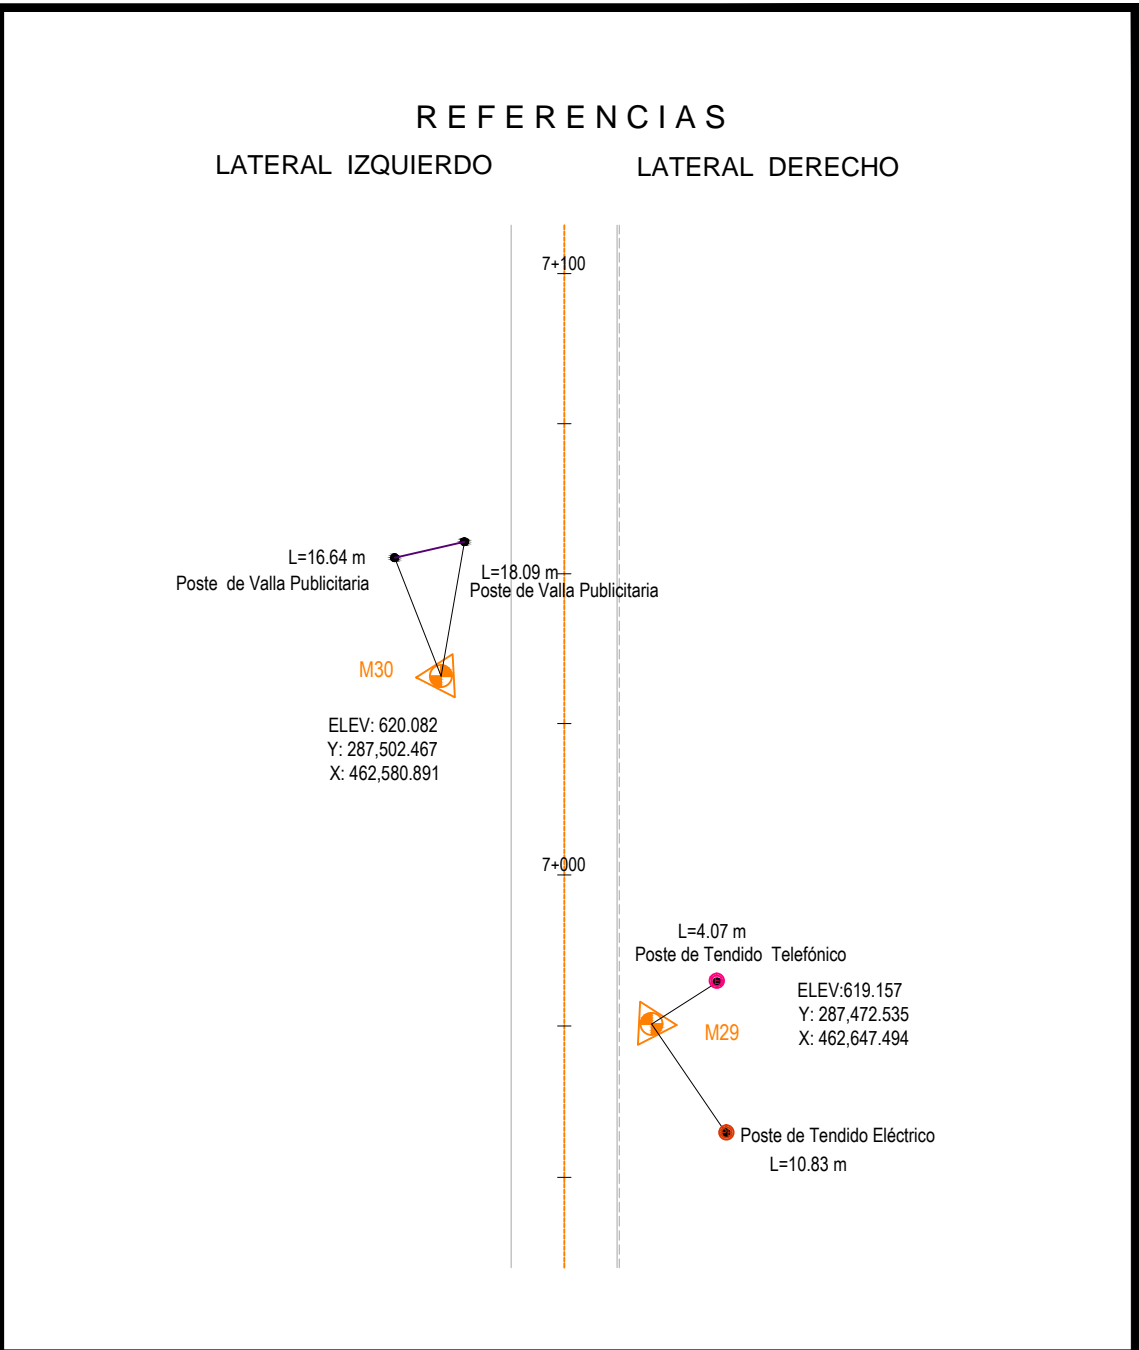 REFERENCIAS
LATERAL IZQUIERDO
LATERAL DERECHO
7+100
L=16.64 m
Poste de Valla Publicitaria
L=18.09 m
Poste de Valla Publicitaria
M30
ELEV: 620.082
Y: 287,502.467
X: 462,580.891
7+000
L=4.07 m
Poste de Tendido Telefónico
ELEV:619.157
Y: 287,472.535
X: 462,647.494
M29
Poste de Tendido Eléctrico
L=10.83 m